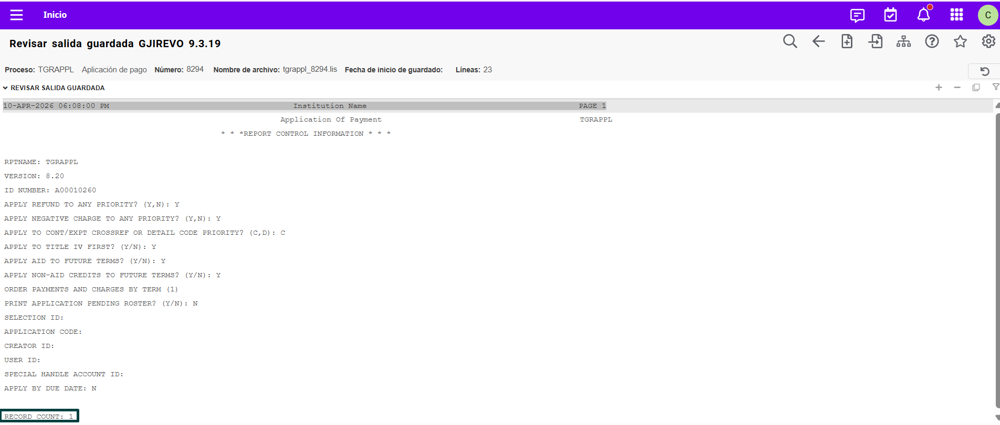 Inicio
C
Revisar salida guardada GJIREVO 9.3.19
Proceso: TGRAPPL Aplicación de pago Número: 8294 Nombre de archivo: tgrappl_8294.lis Fecha de inicio de guardado: Líneas: 23
REVISAR SALIDA GUARDADA
10-APR-2026 06:08:00 PM Institution Name PAGE 1
Application Of Payment TGRAPPL
* * *REPORT CONTROL INFORMATION * * *
RPTNAME: TGRAPPL
VERSION: 8.20
ID NUMBER: A00010260
APPLY REFUND TO ANY PRIORITY? (Y,N): Y
APPLY NEGATIVE CHARGE TO ANY PRIORITY? (Y,N): Y
APPLY TO CONT/EXPT CROSSREF OR DETAIL CODE PRIORITY? (C,D): C
APPLY TO TITLE IV FIRST? (Y/N): Y
APPLY AID TO FUTURE TERMS? (Y/N): Y
APPLY NON-AID CREDITS TO FUTURE TERMS? (Y/N): Y
ORDER PAYMENTS AND CHARGES BY TERM (1)
PRINT APPLICATION PENDING ROSTER? (Y/N): N
SELECTION ID:
APPLICATION CODE:
CREATOR ID:
USER ID:
SPECIAL HANDLE ACCOUNT ID:
APPLY BY DUE DATE: N
RECORD COUNT: 1